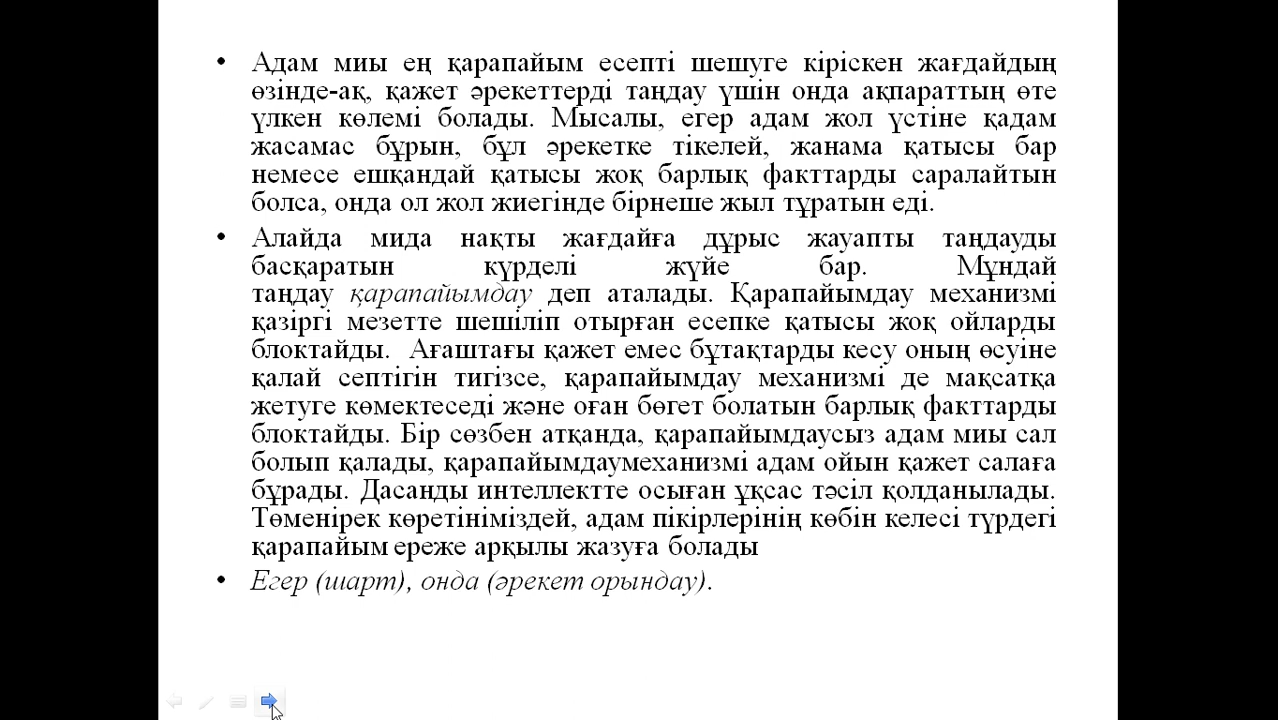 • Адам миы ең қарапайым есепті шешуге кіріскен жағдайдың
өзінде-ақ, қажет әрекеттерді таңдау үшін онда ақпараттың өте
үлкен көлемі болады. Мысалы, егер адам жол үстіне қадам
жасамас бұрын, бұл әрекетке тікелей, жанама қатысы бар
немесе ешқандай қатысы жоқ барлық факттарды саралайтын
болса, онда ол жол жиегінде бірнеше жыл тұратын еді.
• Алайда мида нақты жағдайға дұрыс жауапты таңдауды
басқаратын күрделі жүйе бар. Мұндай
таңдау қарапайымдау деп аталады. Қарапайымдау механизмі
қазіргі мезетте шешіліп отырған есепке қатысы жоқ ойларды
блоктайды. Ағаштағы қажет емес бұтақтарды кесу оның өсуіне
қалай септігін тигізсе, қарапайымдау механизмі де мақсатқа
жетуге көмектеседі және оған бөгет болатын барлық факттарды
блоктайды. Бір сөзбен атқанда, қарапайымдаусыз адам миы сал
болып қалады, қарапайымдаумеханизмі адам ойын қажет салаға
бұрады. Дасанды интеллектте осыған ұқсас тәсіл қолданылады.
Төменірек көретініміздей, адам пікірлерінің көбін келесі түрдегі
қарапайым ереже арқылы жазуға болады
• Егер (шарт), онда (әрекет орындау).